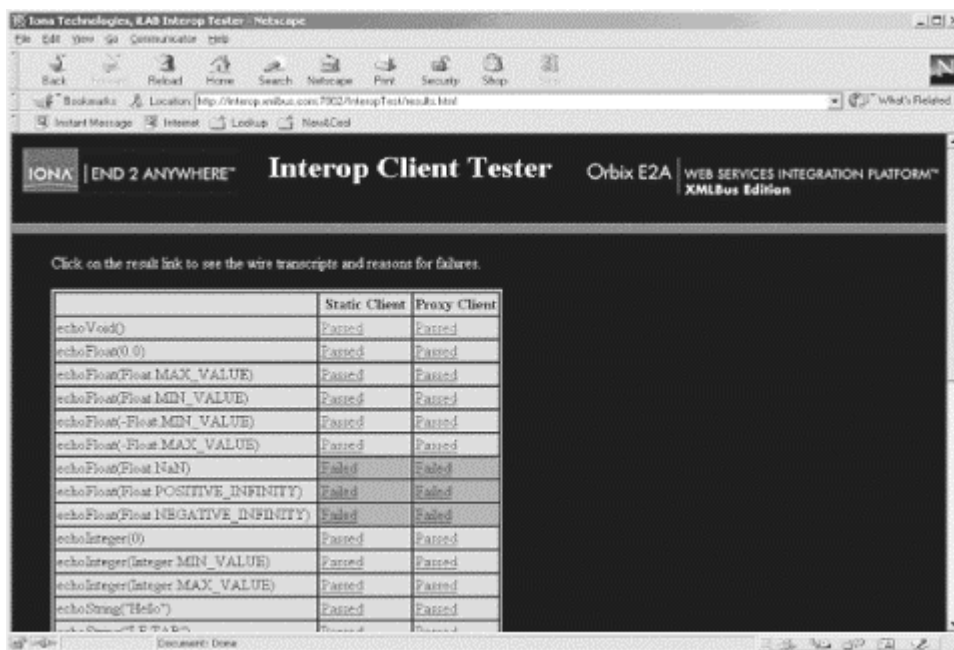 Iona Technologies, iLAB Interop Tester - Netscape
File Edit View Go Communicator Help
Back Reload Home Search Netscape Print Security Shop
Bookmarks Location: http://interop.xmlbus.com:7002/InteropTest/results.html What's Related
Instant Message Internet Lookup New&Cool
IONA END 2 ANYWHERE™ Interop Client Tester Orbix E2A WEB SERVICES INTEGRATION PLATFORM™
XMLBus Edition
Click on the result link to see the wire transcripts and reasons for failures.
Static Client Proxy Client
echoVoid() Passed Passed
echoFloat(0.0) Passed Passed
echoFloat(Float.MAX_VALUE) Passed Passed
echoFloat(Float.MIN_VALUE) Passed Passed
echoFloat(-Float.MIN_VALUE) Passed Passed
echoFloat(-Float.MAX_VALUE) Passed Passed
echoFloat(Float.NaN) Failed Failed
echoFloat(Float.POSITIVE_INFINITY) Failed Failed
echoFloat(Float.NEGATIVE_INFINITY) Failed Failed
echoInteger(0) Passed Passed
echoInteger(Integer.MIN_VALUE) Passed Passed
echoInteger(Integer.MAX_VALUE) Passed Passed
echoString("Hello") Passed Passed
Document: Done